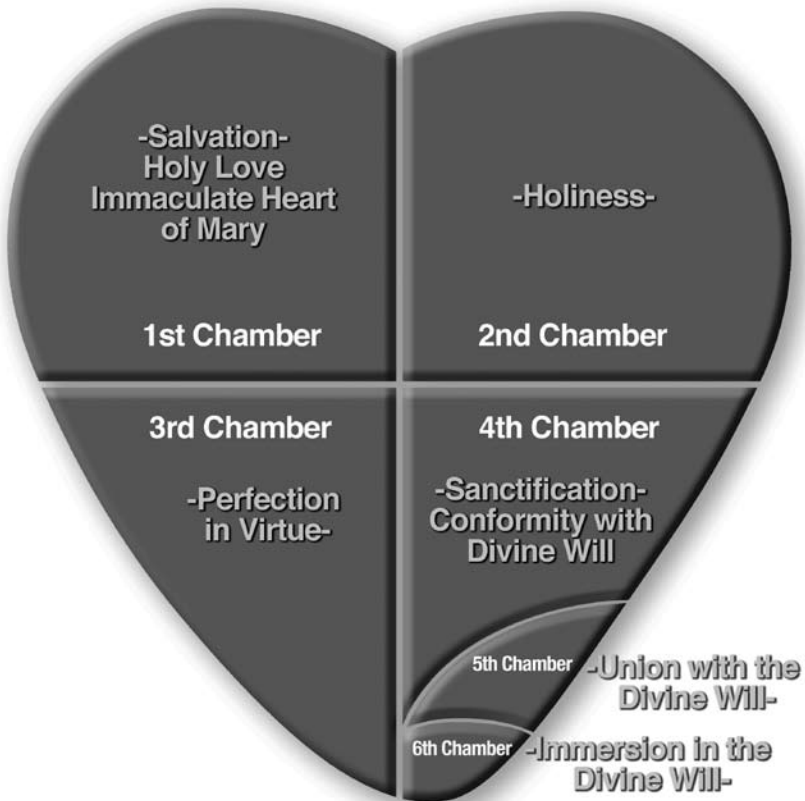 -Salvation-
Holy Love
Immaculate Heart
of Mary
1st Chamber
-Holiness-
2nd Chamber
3rd Chamber
-Perfection
in Virtue-
4th Chamber
-Sanctification-
Conformity with
Divine Will
5th Chamber
-Union with the
Divine Will-
6th Chamber
-Immersion in the
Divine Will-